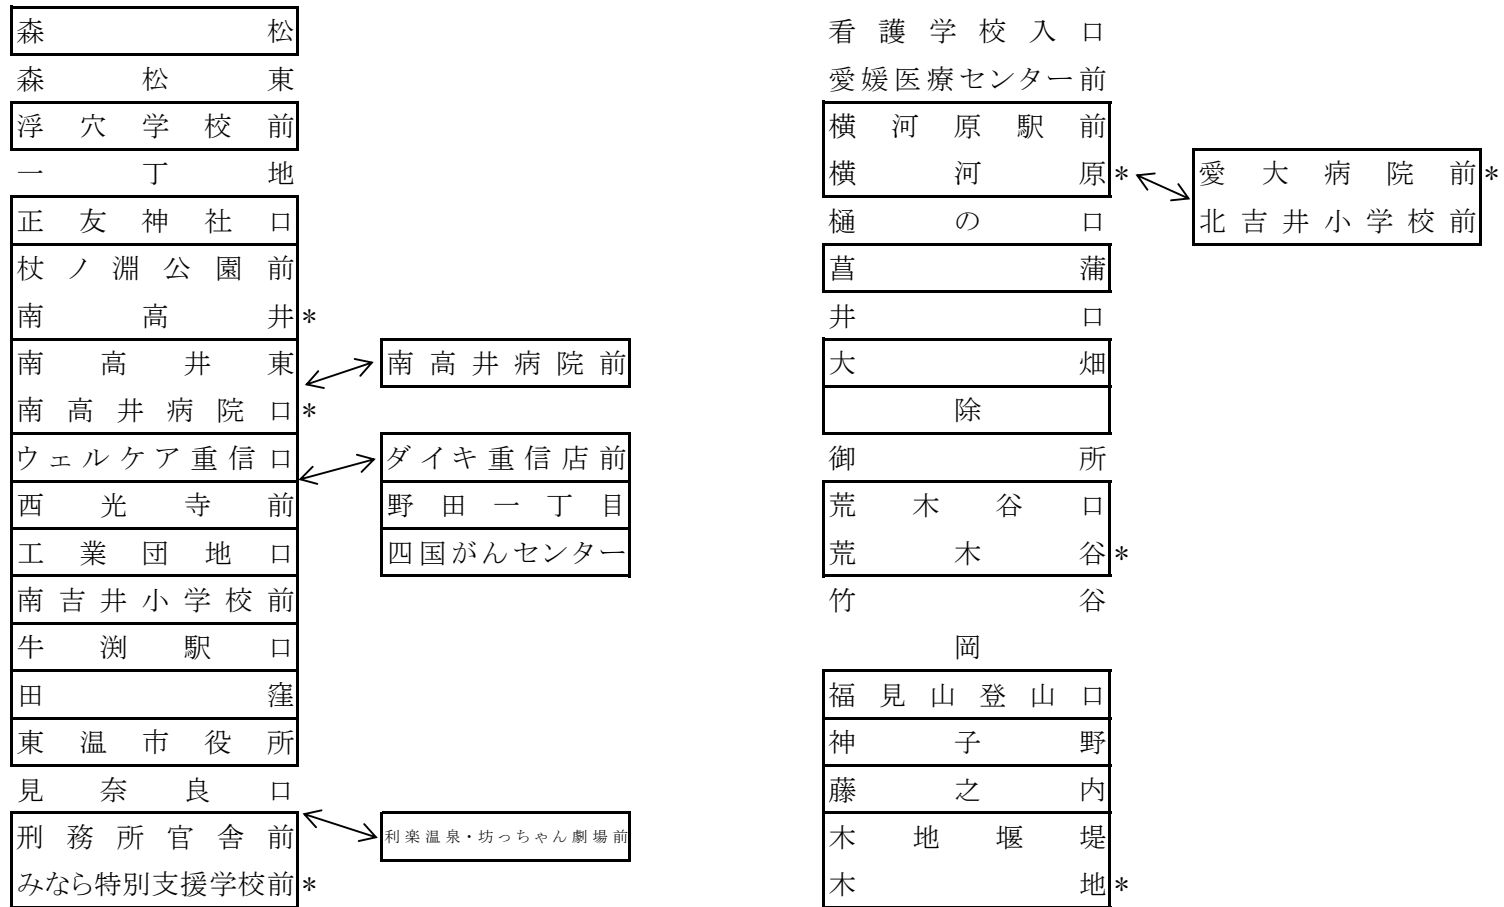 森松
森松東
浮穴学校前
一丁地
正友神社口
杖ノ淵公園前
南高井*
南高井東
南高井病院口*
ウェルケア重信口
西光寺前
工業団地口
南吉井小学校前
牛渕駅口
田窪
東温市役所
見奈良口
刑務所官舎前
みなら特別支援学校前*
南高井病院前
ダイキ重信店前
野田一丁目
四国がんセンター
利楽温泉・坊っちゃん劇場前
看護学校入口
愛媛医療センター前
横河原駅前
横河原*
樋の口
菖蒲
井口
大畑
除
御所
荒木谷口
荒木谷*
竹谷
岡
福見山登山口
神子野
藤之内
木地堰堤
木地*
愛大病院前*
北吉井小学校前